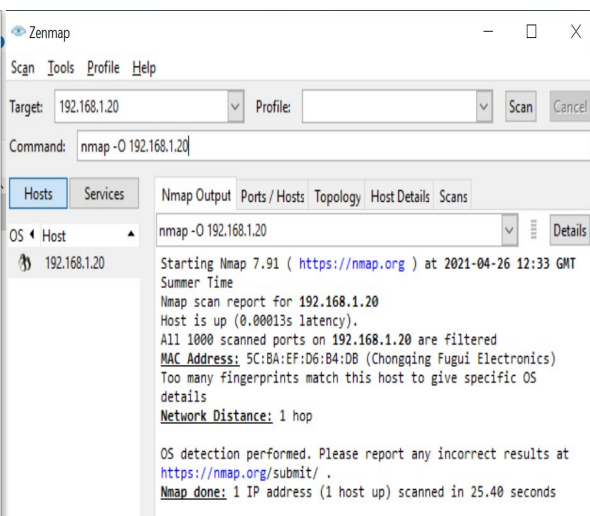 Zenmap
Scan Tools Profile Help
Target: 192.168.1.20 Profile: Scan Cancel
Command: nmap -O 192.168.1.20
Hosts Services Nmap Output Ports / Hosts Topology Host Details Scans
OS Host nmap -O 192.168.1.20 Details
192.168.1.20
Starting Nmap 7.91 ( https://nmap.org ) at 2021-04-26 12:33 GMT
Summer Time
Nmap scan report for 192.168.1.20
Host is up (0.00013s latency).
All 1000 scanned ports on 192.168.1.20 are filtered
MAC Address: 5C:BA:EF:D6:B4:DB (Chongqing Fugui Electronics)
Too many fingerprints match this host to give specific OS
details
Network Distance: 1 hop
OS detection performed. Please report any incorrect results at
https://nmap.org/submit/ .
Nmap done: 1 IP address (1 host up) scanned in 25.40 seconds